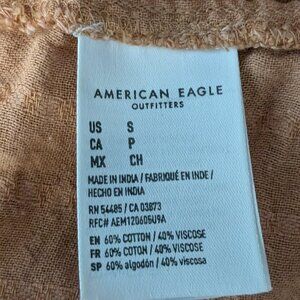 AMERICAN EAGLE
OUTFITTERS
US S
CA P
MX CH
MADE IN INDIA / FABRIQUÉ EN INDE /
HECHO EN INDIA
RN 54485 / CA 03873
RFC# AEM120605U9A
EN 60% COTTON / 40% VISCOSE
FR 60% COTON / 40% VISCOSE
SP 60% algodón / 40% viscosa